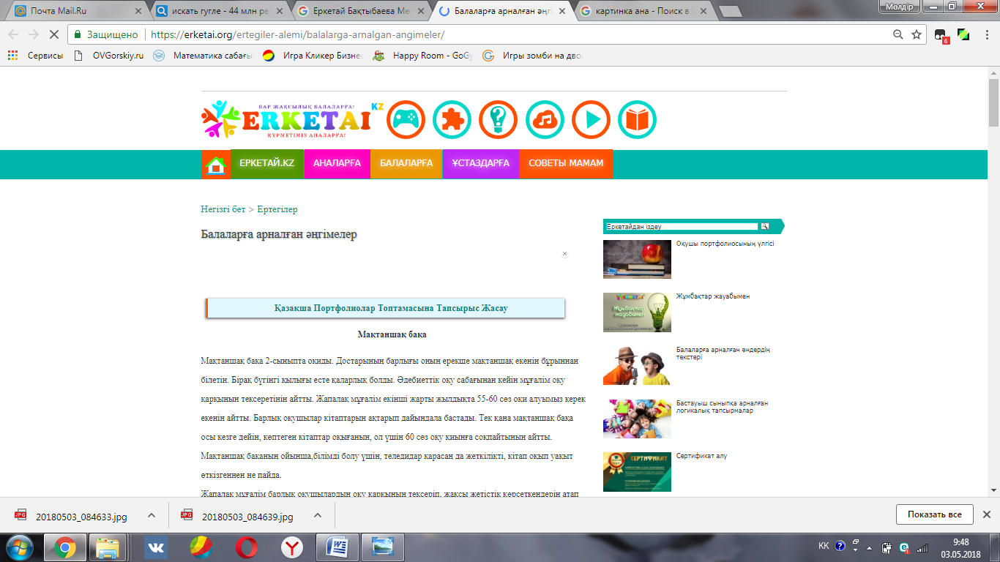 Почта Mail.Ru
искать гугле - 44 млн ре
Еркетай Бақтыбаева Ме
Балаларға арналған әңгі
картинка ана - Поиск в
Мөлдір
Защищено
https://erketai.org/ertegiler-alemi/balalarga-arnalgan-angimeler/
6
Сервисы
OVGorskiy.ru
Математика сабағы
Игра Кликер Бизнес
Happy Room - GoGy
Игры зомби на дво
БАР ЖАҚСЫЛЫҚ БАЛАЛАРҒА!
ERKETAI KZ
ҚҰРМЕТІМІЗ АНАЛАРҒА!
ЕРКЕТАЙ.KZ
АНАЛАРҒА
БАЛАЛАРҒА
ҰСТАЗДАРҒА
СОВЕТЫ МАМАМ
Негізгі бет > Ертегілер
Балаларға арналған әңгімелер
Қазақша Портфолиолар Топтамасына Тапсырыс Жасау
Мақтаншақ бақа
Мақтаншақ бақа 2-сыныпта оқиды. Достарының барлығы оның ерекше мақтаншақ екенін бұрыннан
білетін. Бірақ бүгінгі қылығы есте қаларлық болды. Әдебиеттік оқу сабағынан кейін мұғалім оқу
қарқынын тексеретінін айтты. Жапалақ мұғалім екінші жарты жылдықта 55-60 сөз оқи алуымыз керек
екенін айтты. Барлық оқушылар кітаптарын ақтарып дайындала бастады. Тек қана мақтаншақ бақа
осы кезге дейін, көптеген кітаптар оқығанын, ол үшін 60 сөз оқу қиынға соқпайтынын айтты.
Мақтаншақ бақаның ойынша,білімді болу үшін, теледидар қарасаң да жеткілікті, кітап оқып уақыт
өткізгеннен не пайда.
Жапалақ мұғалім барлық оқушылардың оқу қарқынын тексеріп, жақсы жетістік көрсеткендерін атап
Еркетайдан іздеу
Оқушы портфолиосының үлгісі
Жұмбақтар жауабымен
Балаларға арналған әндердің
текстері
Бастауыш сыныпқа арналған
логикалық тапсырмалар
СЕРТИФИКАТ
Сертификат алу
20180503_084633.jpg
20180503_084639.jpg
Показать все
KK
9:48
03.05.2018